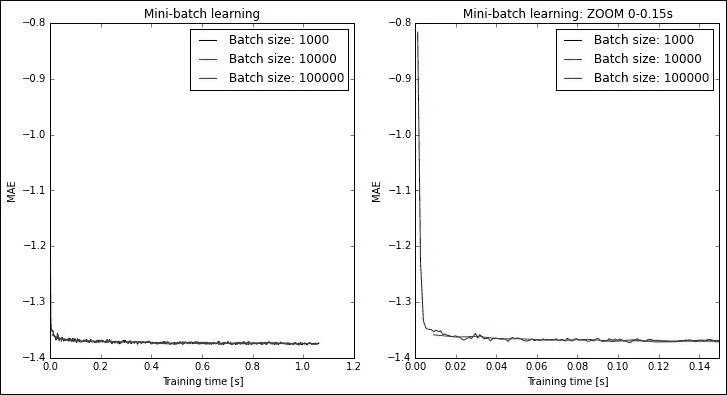 Mini-batch learning
−0.8
−0.9
−1.0
−1.1
−1.2
−1.3
−1.4
MAE
Batch size: 1000
Batch size: 10000
Batch size: 100000
0.0 0.2 0.4 0.6 0.8 1.0 1.2
Training time [s]
Mini-batch learning: ZOOM 0-0.15s
−0.8
−0.9
−1.0
−1.1
−1.2
−1.3
−1.4
MAE
Batch size: 1000
Batch size: 10000
Batch size: 100000
0.00 0.02 0.04 0.06 0.08 0.10 0.12 0.14
Training time [s]